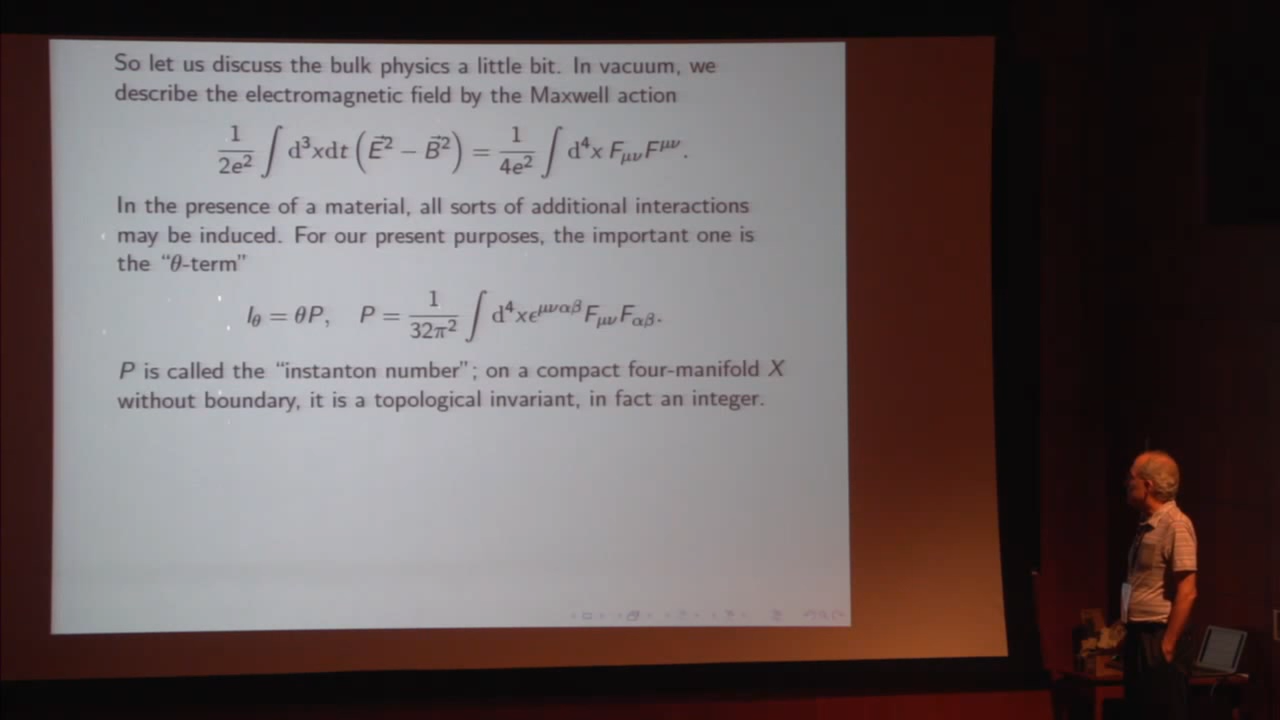 So let us discuss the bulk physics a little bit. In vacuum, we
describe the electromagnetic field by the Maxwell action
1/2e² ∫ d³xdt (E⃗² − B⃗²) = 1/4e² ∫ d⁴x F_μν F^μν.
In the presence of a material, all sorts of additional interactions
may be induced. For our present purposes, the important one is
the “θ-term”
I_θ = θP, P = 1/32π² ∫ d⁴xϵ^μναβ F_μν F_αβ.
P is called the “instanton number”; on a compact four-manifold X
without boundary, it is a topological invariant, in fact an integer.